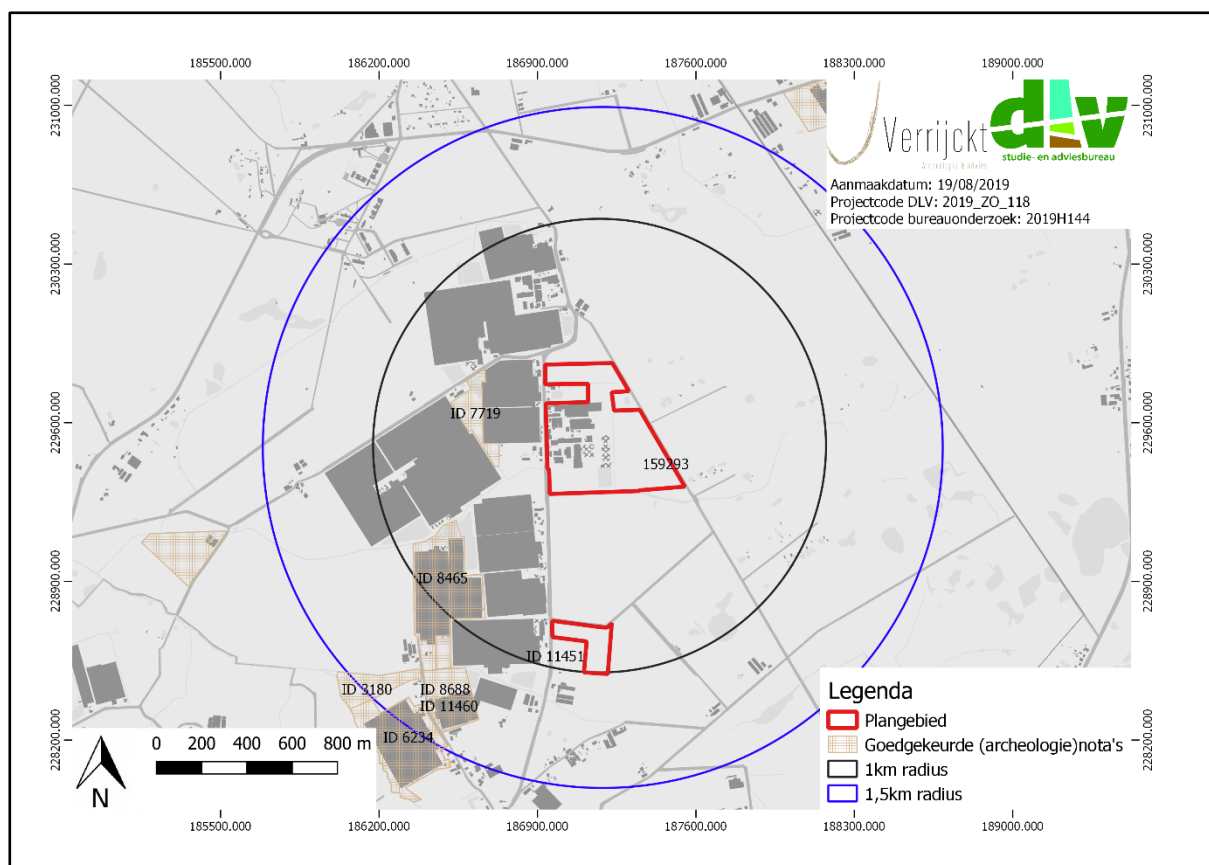 185500.000 186200.000 186900.000 187600.000 188300.000 189000.000
231000.000
230300.000
229600.000
228900.000
228200.000
231000.000
230300.000
229600.000
228900.000
228200.000
Verrijckt
Archeologie & advies
dlv
studie- en adviesbureau
Aanmaakdatum: 19/08/2019
Projectcode DLV: 2019_ZO_118
Projectcode bureauonderzoek: 2019H144
ID 7719
159293
ID 8465
ID 11451
ID 3180
ID 8688
ID 11460
ID 6234
Legenda
Plangebied
Goedgekeurde (archeologie)nota's
1km radius
1,5km radius
0 200 400 600 800 m
N
185500.000 186200.000 186900.000 187600.000 188300.000 189000.000